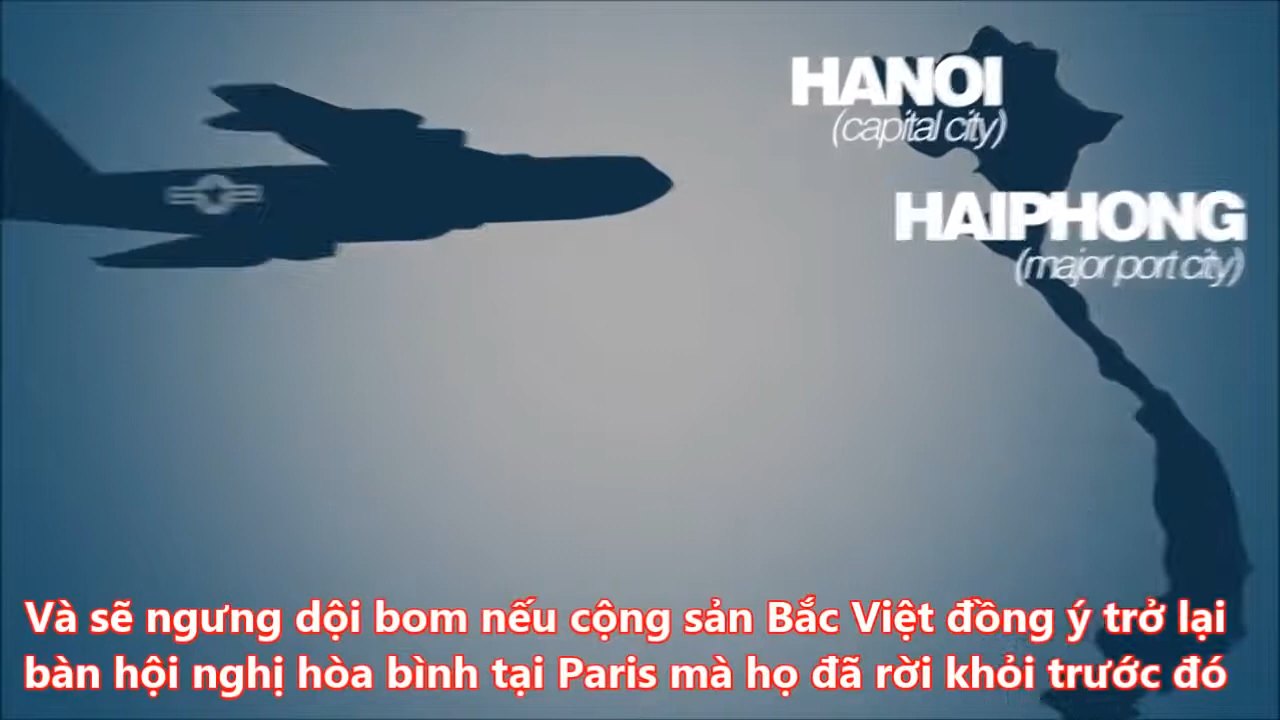 HANOI
(capital city)
HAIPHONG
(major port city)
Và sẽ ngưng dội bom nếu cộng sản Bắc Việt đồng ý trở lại
bàn hội nghị hòa bình tại Paris mà họ đã rời khỏi trước đó